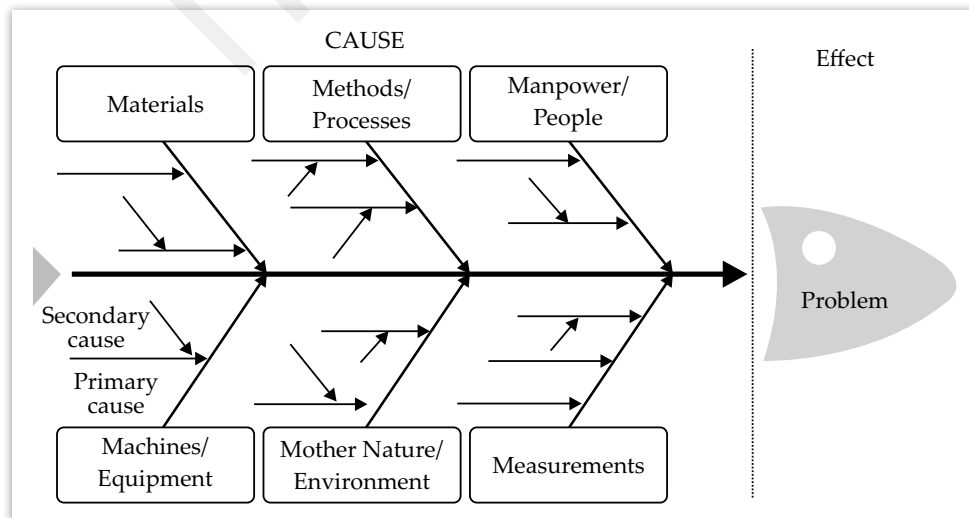 CAUSE
Effect
Materials
Methods/
Processes
Manpower/
People
Problem
Secondary
cause
Primary
cause
Machines/
Equipment
Mother Nature/
Environment
Measurements